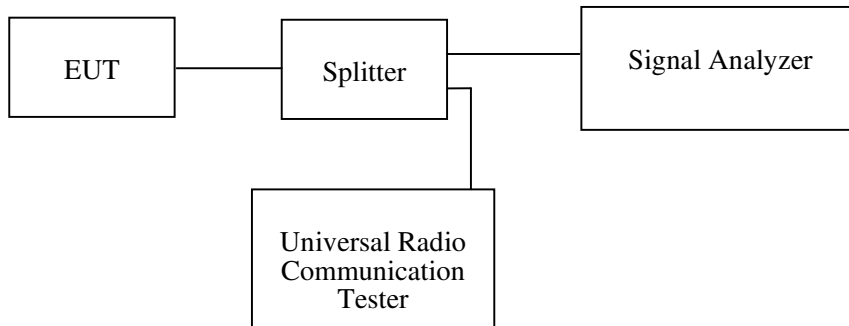 EUT
Splitter
Signal Analyzer
Universal Radio
Communication
Tester